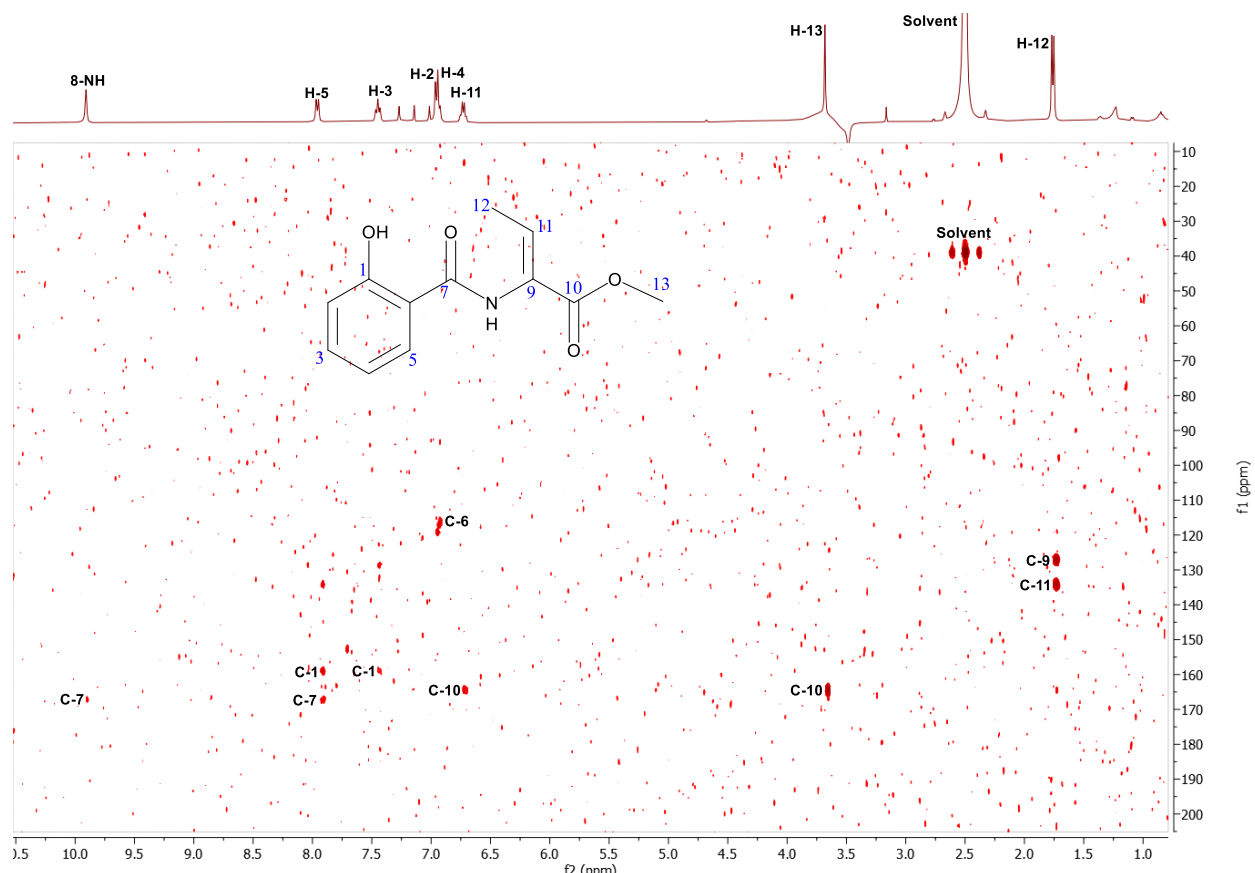 Solvent
H-13
H-12
8-NH
H-5
H-3
H-2
H-4
H-11
12
11
OH
O
1
7
N
H
9
10
O
13
O
3
5
Solvent
C-6
C-9
C-11
C-1
C-1
C-7
C-7
C-10
C-10
10
20
30
40
50
60
70
80
90
100
110
120
130
140
150
160
170
180
190
200
f1 (ppm)
0.5 10.0 9.5 9.0 8.5 8.0 7.5 7.0 6.5 6.0 5.5 5.0 4.5 4.0 3.5 3.0 2.5 2.0 1.5 1.0
f2 (ppm)